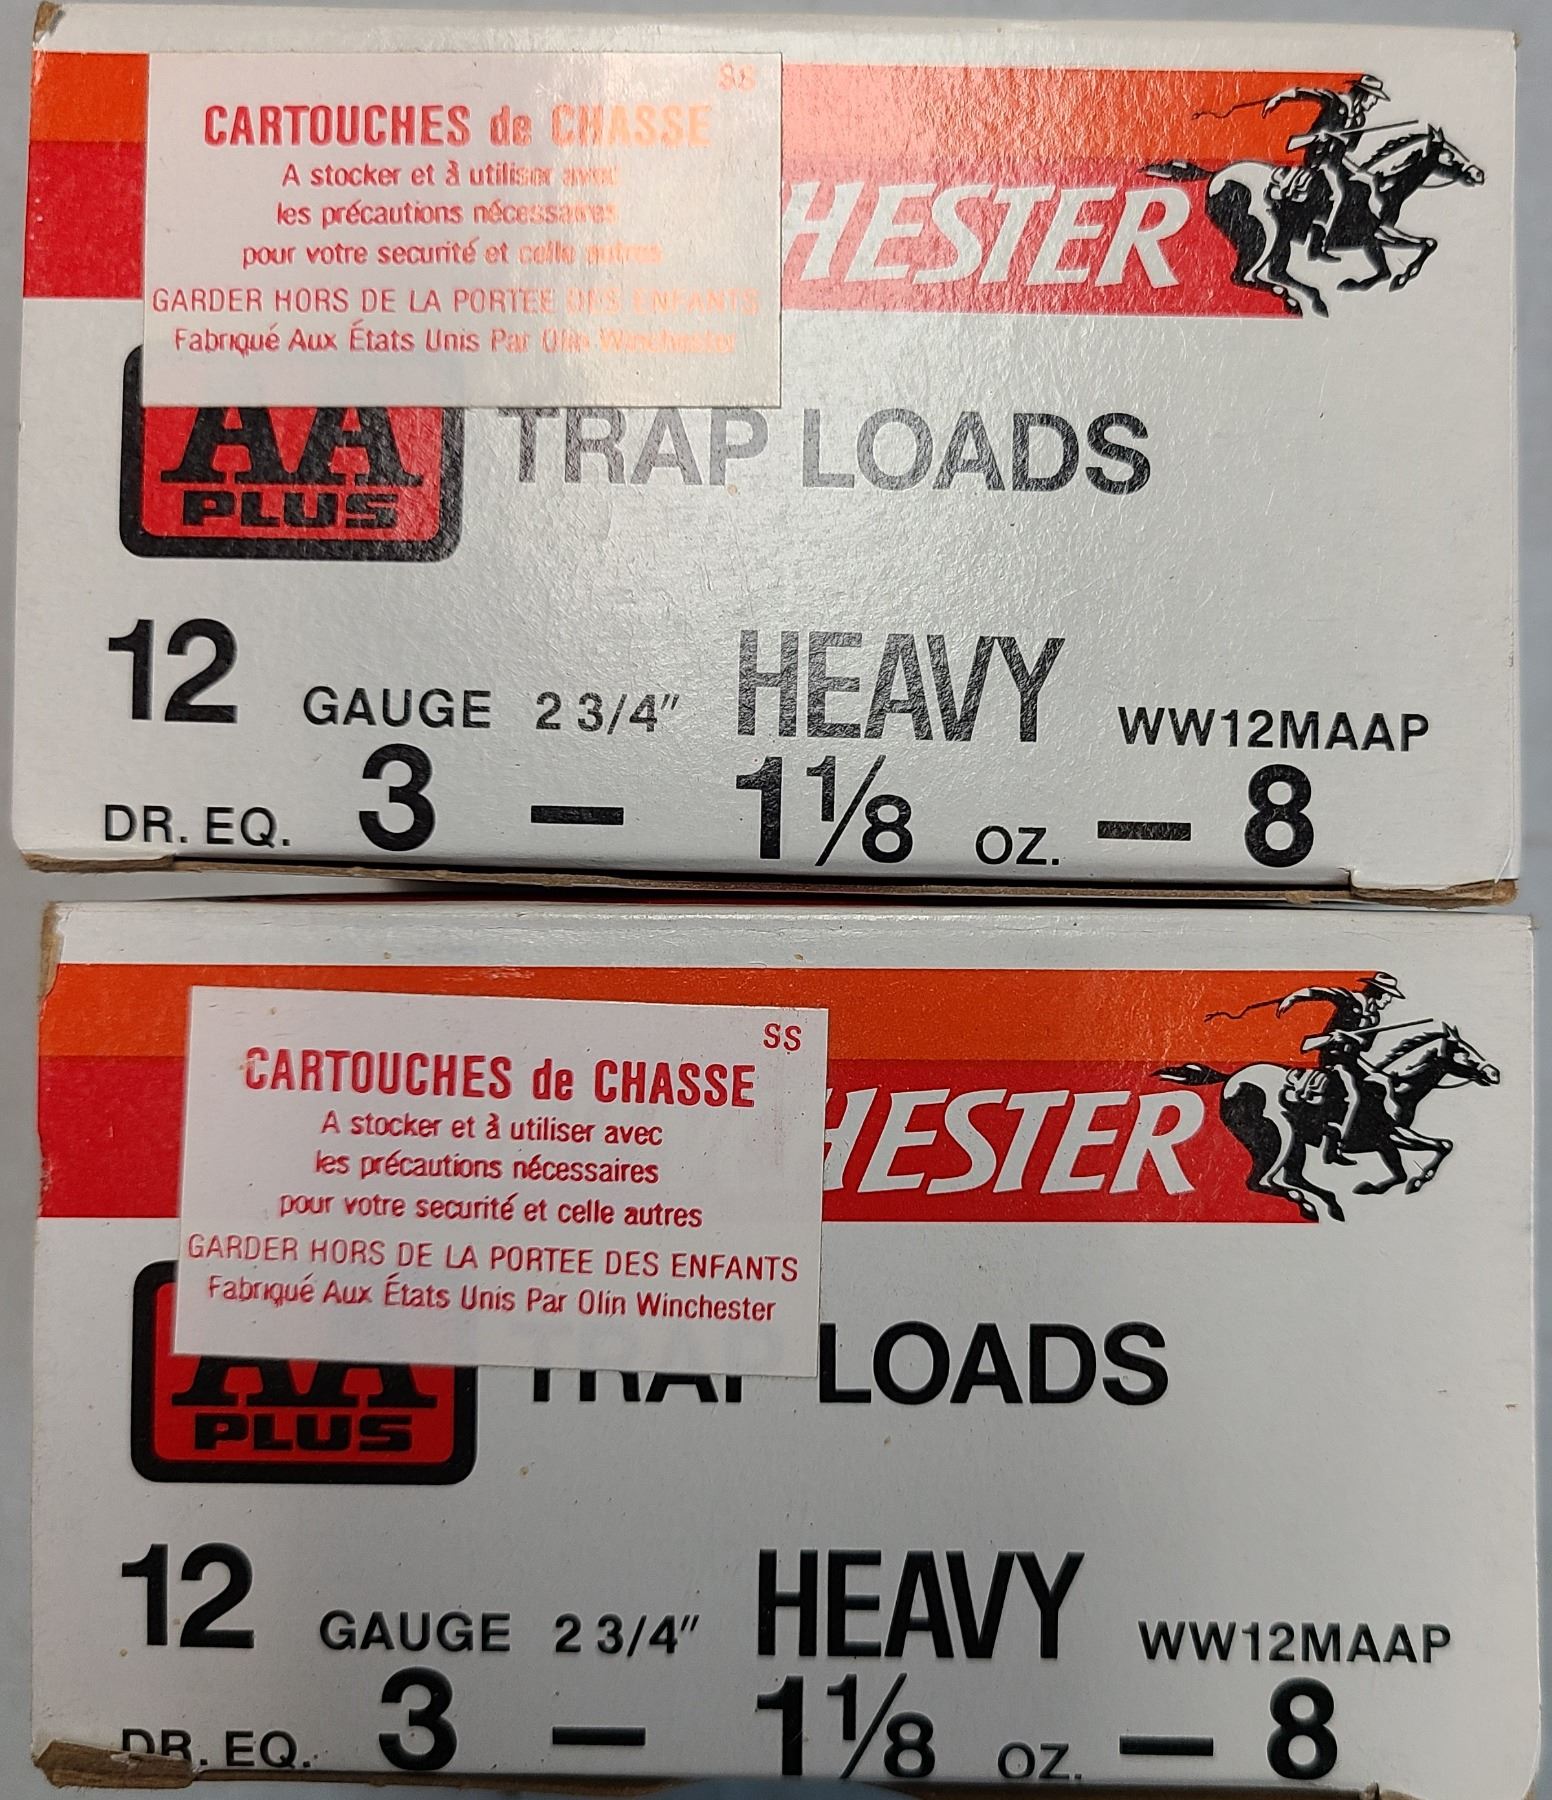 SS
CARTOUCHES de CHASSE
A stocker et à utiliser avec
les précautions nécessaires
pour votre securité et celle autres
GARDER HORS DE LA PORTEE DES ENFANTS
Fabriqué Aux États Unis Par Olin Winchester
HESTER
AA
PLUS
TRAP LOADS
12 GAUGE 2 3/4" HEAVY WW12MAAP
DR. EQ. 3 — 1 1/8 OZ. — 8
SS
CARTOUCHES de CHASSE
A stocker et à utiliser avec
les précautions nécessaires
pour votre securité et celle autres
GARDER HORS DE LA PORTEE DES ENFANTS
Fabriqué Aux États Unis Par Olin Winchester
HESTER
AA
PLUS
TRAP LOADS
12 GAUGE 2 3/4" HEAVY WW12MAAP
DR. EQ. 3 — 1 1/8 OZ. — 8